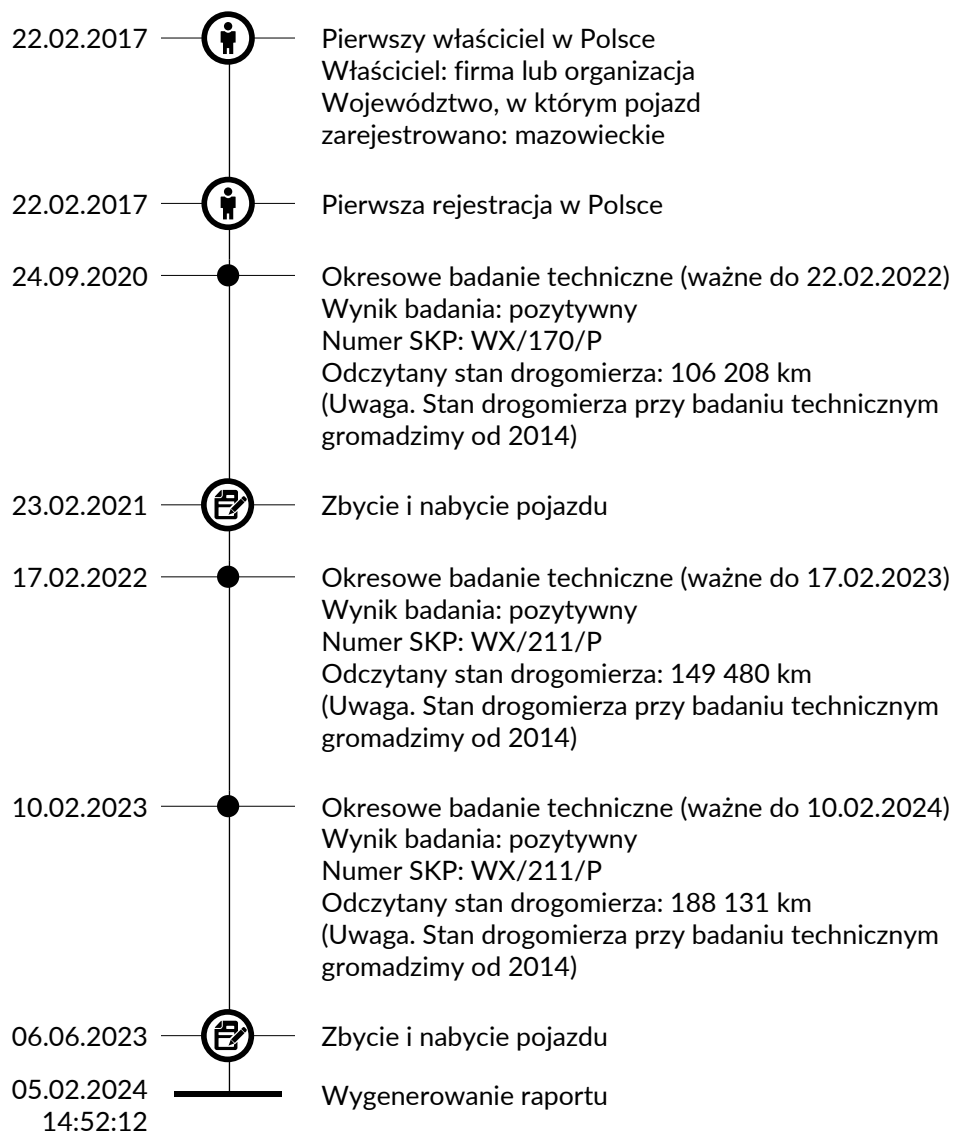 22.02.2017 Pierwszy właściciel w Polsce
Właściciel: firma lub organizacja
Województwo, w którym pojazd
zarejestrowano: mazowieckie
22.02.2017 Pierwsza rejestracja w Polsce
24.09.2020 Okresowe badanie techniczne (ważne do 22.02.2022)
Wynik badania: pozytywny
Numer SKP: WX/170/P
Odczytany stan drogomierza: 106 208 km
(Uwaga. Stan drogomierza przy badaniu technicznym
gromadzimy od 2014)
23.02.2021 Zbycie i nabycie pojazdu
17.02.2022 Okresowe badanie techniczne (ważne do 17.02.2023)
Wynik badania: pozytywny
Numer SKP: WX/211/P
Odczytany stan drogomierza: 149 480 km
(Uwaga. Stan drogomierza przy badaniu technicznym
gromadzimy od 2014)
10.02.2023 Okresowe badanie techniczne (ważne do 10.02.2024)
Wynik badania: pozytywny
Numer SKP: WX/211/P
Odczytany stan drogomierza: 188 131 km
(Uwaga. Stan drogomierza przy badaniu technicznym
gromadzimy od 2014)
06.06.2023 Zbycie i nabycie pojazdu
05.02.2024 Wygenerowanie raportu
14:52:12